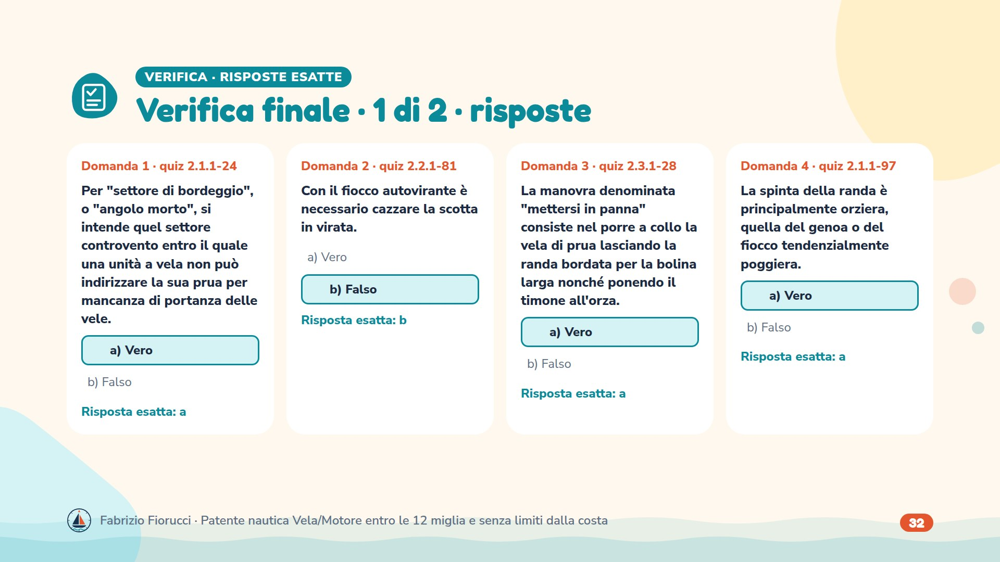 VERIFICA · RISPOSTE ESATTE
Verifica finale · 1 di 2 · risposte
Domanda 1 · quiz 2.1.1-24
Per "settore di bordeggio",
o "angolo morto", si
intende quel settore
controvento entro il quale
una unità a vela non può
indirizzare la sua prua per
mancanza di portanza delle
vele.
a) Vero
b) Falso
Risposta esatta: a
Domanda 2 · quiz 2.2.1-81
Con il fiocco autovirante è
necessario cazzare la scotta
in virata.
a) Vero
b) Falso
Risposta esatta: b
Domanda 3 · quiz 2.3.1-28
La manovra denominata
"mettersi in panna"
consiste nel porre a collo la
vela di prua lasciando la
randa bordata per la bolina
larga nonché ponendo il
timone all'orza.
a) Vero
b) Falso
Risposta esatta: a
Domanda 4 · quiz 2.1.1-97
La spinta della randa è
principalmente orziera,
quella del genoa o del
fiocco tendenzialmente
poggiera.
a) Vero
b) Falso
Risposta esatta: a
Fabrizio Fiorucci · Patente nautica Vela/Motore entro le 12 miglia e senza limiti dalla costa
32